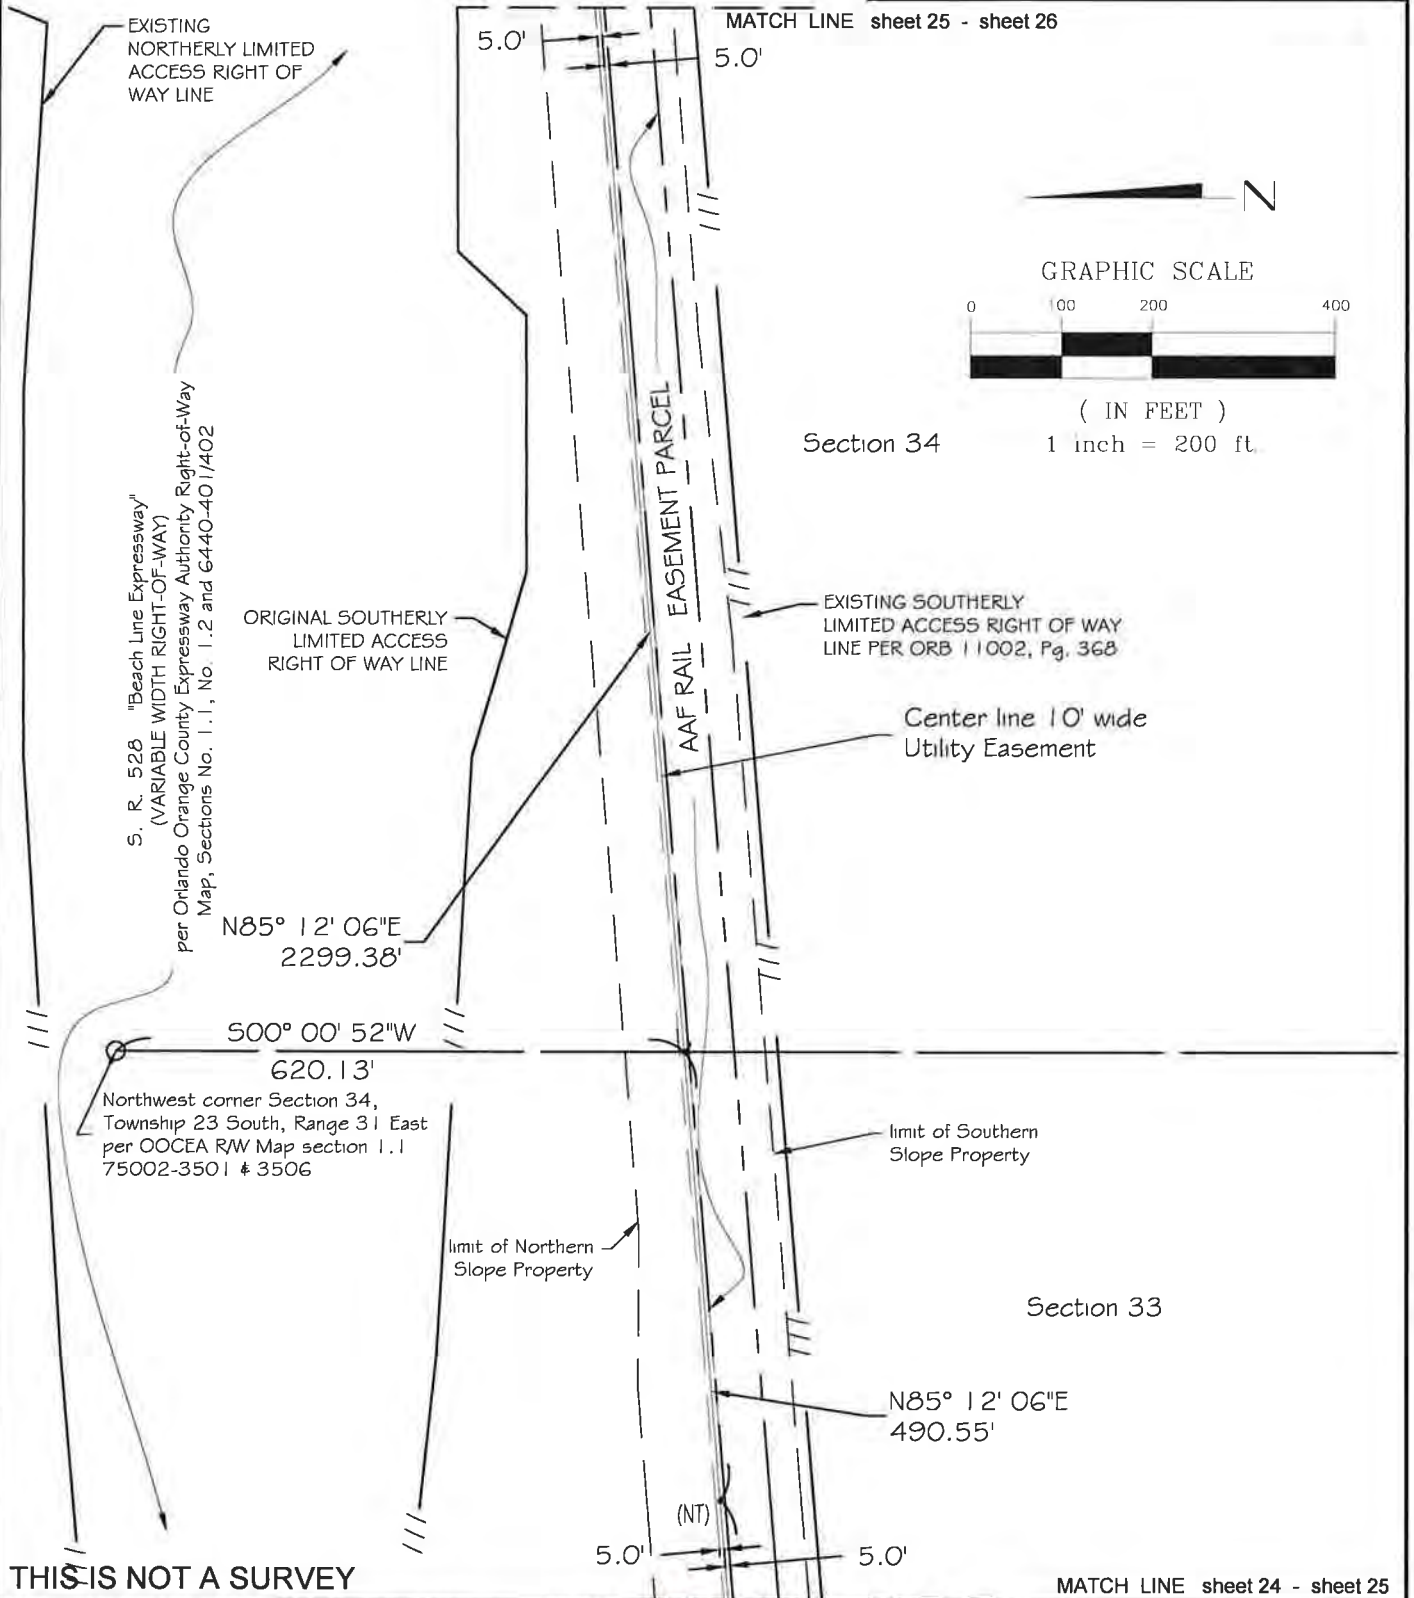 EXISTING
NORTHERLY LIMITED
ACCESS RIGHT OF
WAY LINE
MATCH LINE sheet 25 - sheet 26
5.0'
5.0'
N
GRAPHIC SCALE
0 100 200 400
( IN FEET )
1 inch = 200 ft.
Section 34
S. R. 528 "Beach Line Expressway"
(VARIABLE WIDTH RIGHT-OF-WAY)
per Orlando Orange County Expressway Authority Right-of-Way
Map, Sections No. 1.1, No. 1.2 and 6440-401/402
AAF RAIL EASEMENT PARCEL
ORIGINAL SOUTHERLY
LIMITED ACCESS
RIGHT OF WAY LINE
EXISTING SOUTHERLY
LIMITED ACCESS RIGHT OF WAY
LINE PER ORB 11002, Pg. 368
Center line 10' wide
Utility Easement
N85° 12' 06"E
2299.38'
S00° 00' 52"W
620.13'
Northwest corner Section 34,
Township 23 South, Range 31 East
per OOCEA R/W Map section 1.1
75002-3501 & 3506
limit of Southern
Slope Property
limit of Northern
Slope Property
Section 33
N85° 12' 06"E
490.55'
(NT)
5.0'
5.0'
THIS IS NOT A SURVEY
MATCH LINE sheet 24 - sheet 25